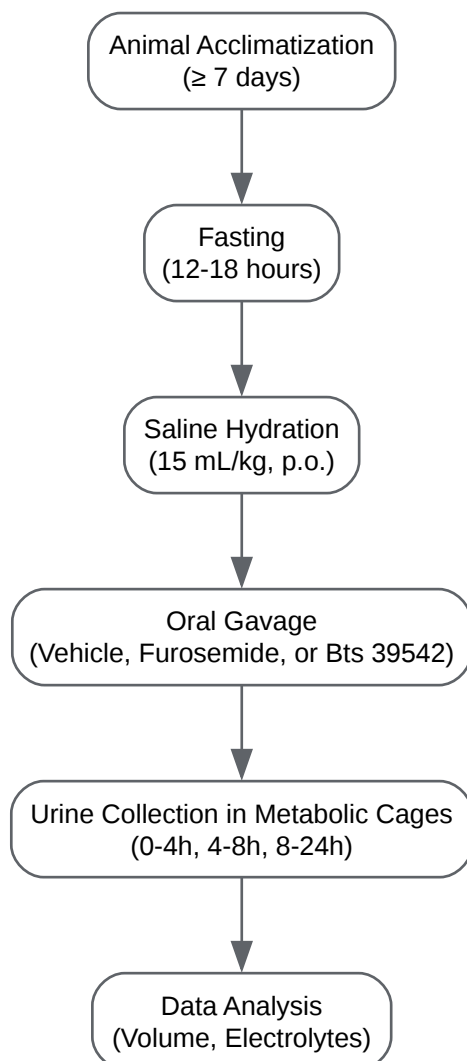 Animal Acclimatization
(≥ 7 days)
Fasting
(12-18 hours)
Saline Hydration
(15 mL/kg, p.o.)
Oral Gavage
(Vehicle, Furosemide, or Bts 39542)
Urine Collection in Metabolic Cages
(0-4h, 4-8h, 8-24h)
Data Analysis
(Volume, Electrolytes)